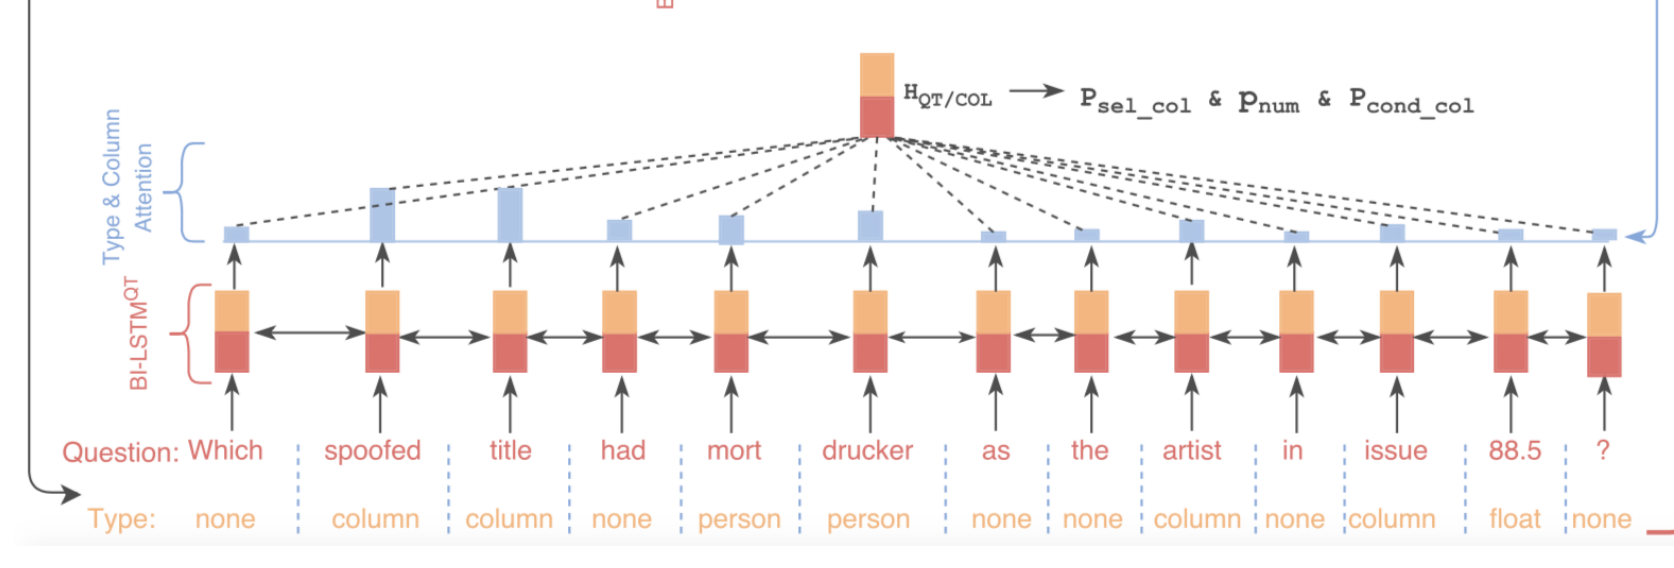 H_QT/COL P_sel_col & p_num & P_cond_col
Type & Column
Attention
BI-LSTM^QT
Question: Which spoofed title had mort drucker as the artist in issue 88.5 ?
Type: none column column none person person none none column none column float none